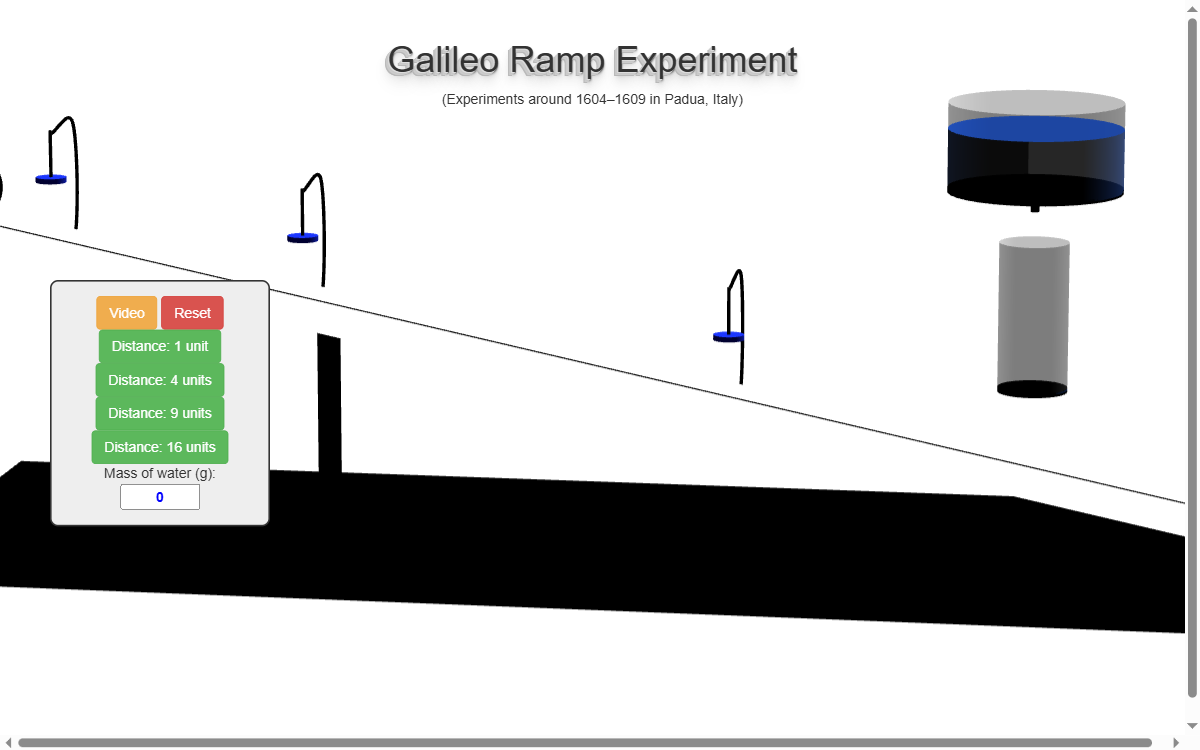 Galileo Ramp Experiment
(Experiments around 1604–1609 in Padua, Italy)
Video Reset
Distance: 1 unit
Distance: 4 units
Distance: 9 units
Distance: 16 units
Mass of water (g):
0